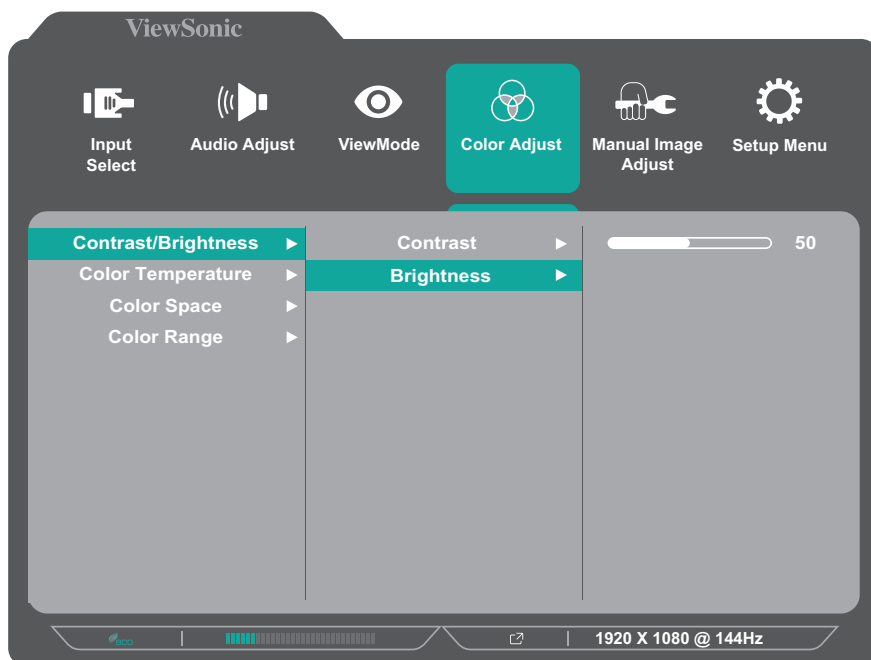 ViewSonic
Input
Select
Audio Adjust
ViewMode
Color Adjust
Manual Image
Adjust
Setup Menu
Contrast/Brightness
Color Temperature
Color Space
Color Range
Contrast
Brightness
50
eco
1920 X 1080 @ 144Hz